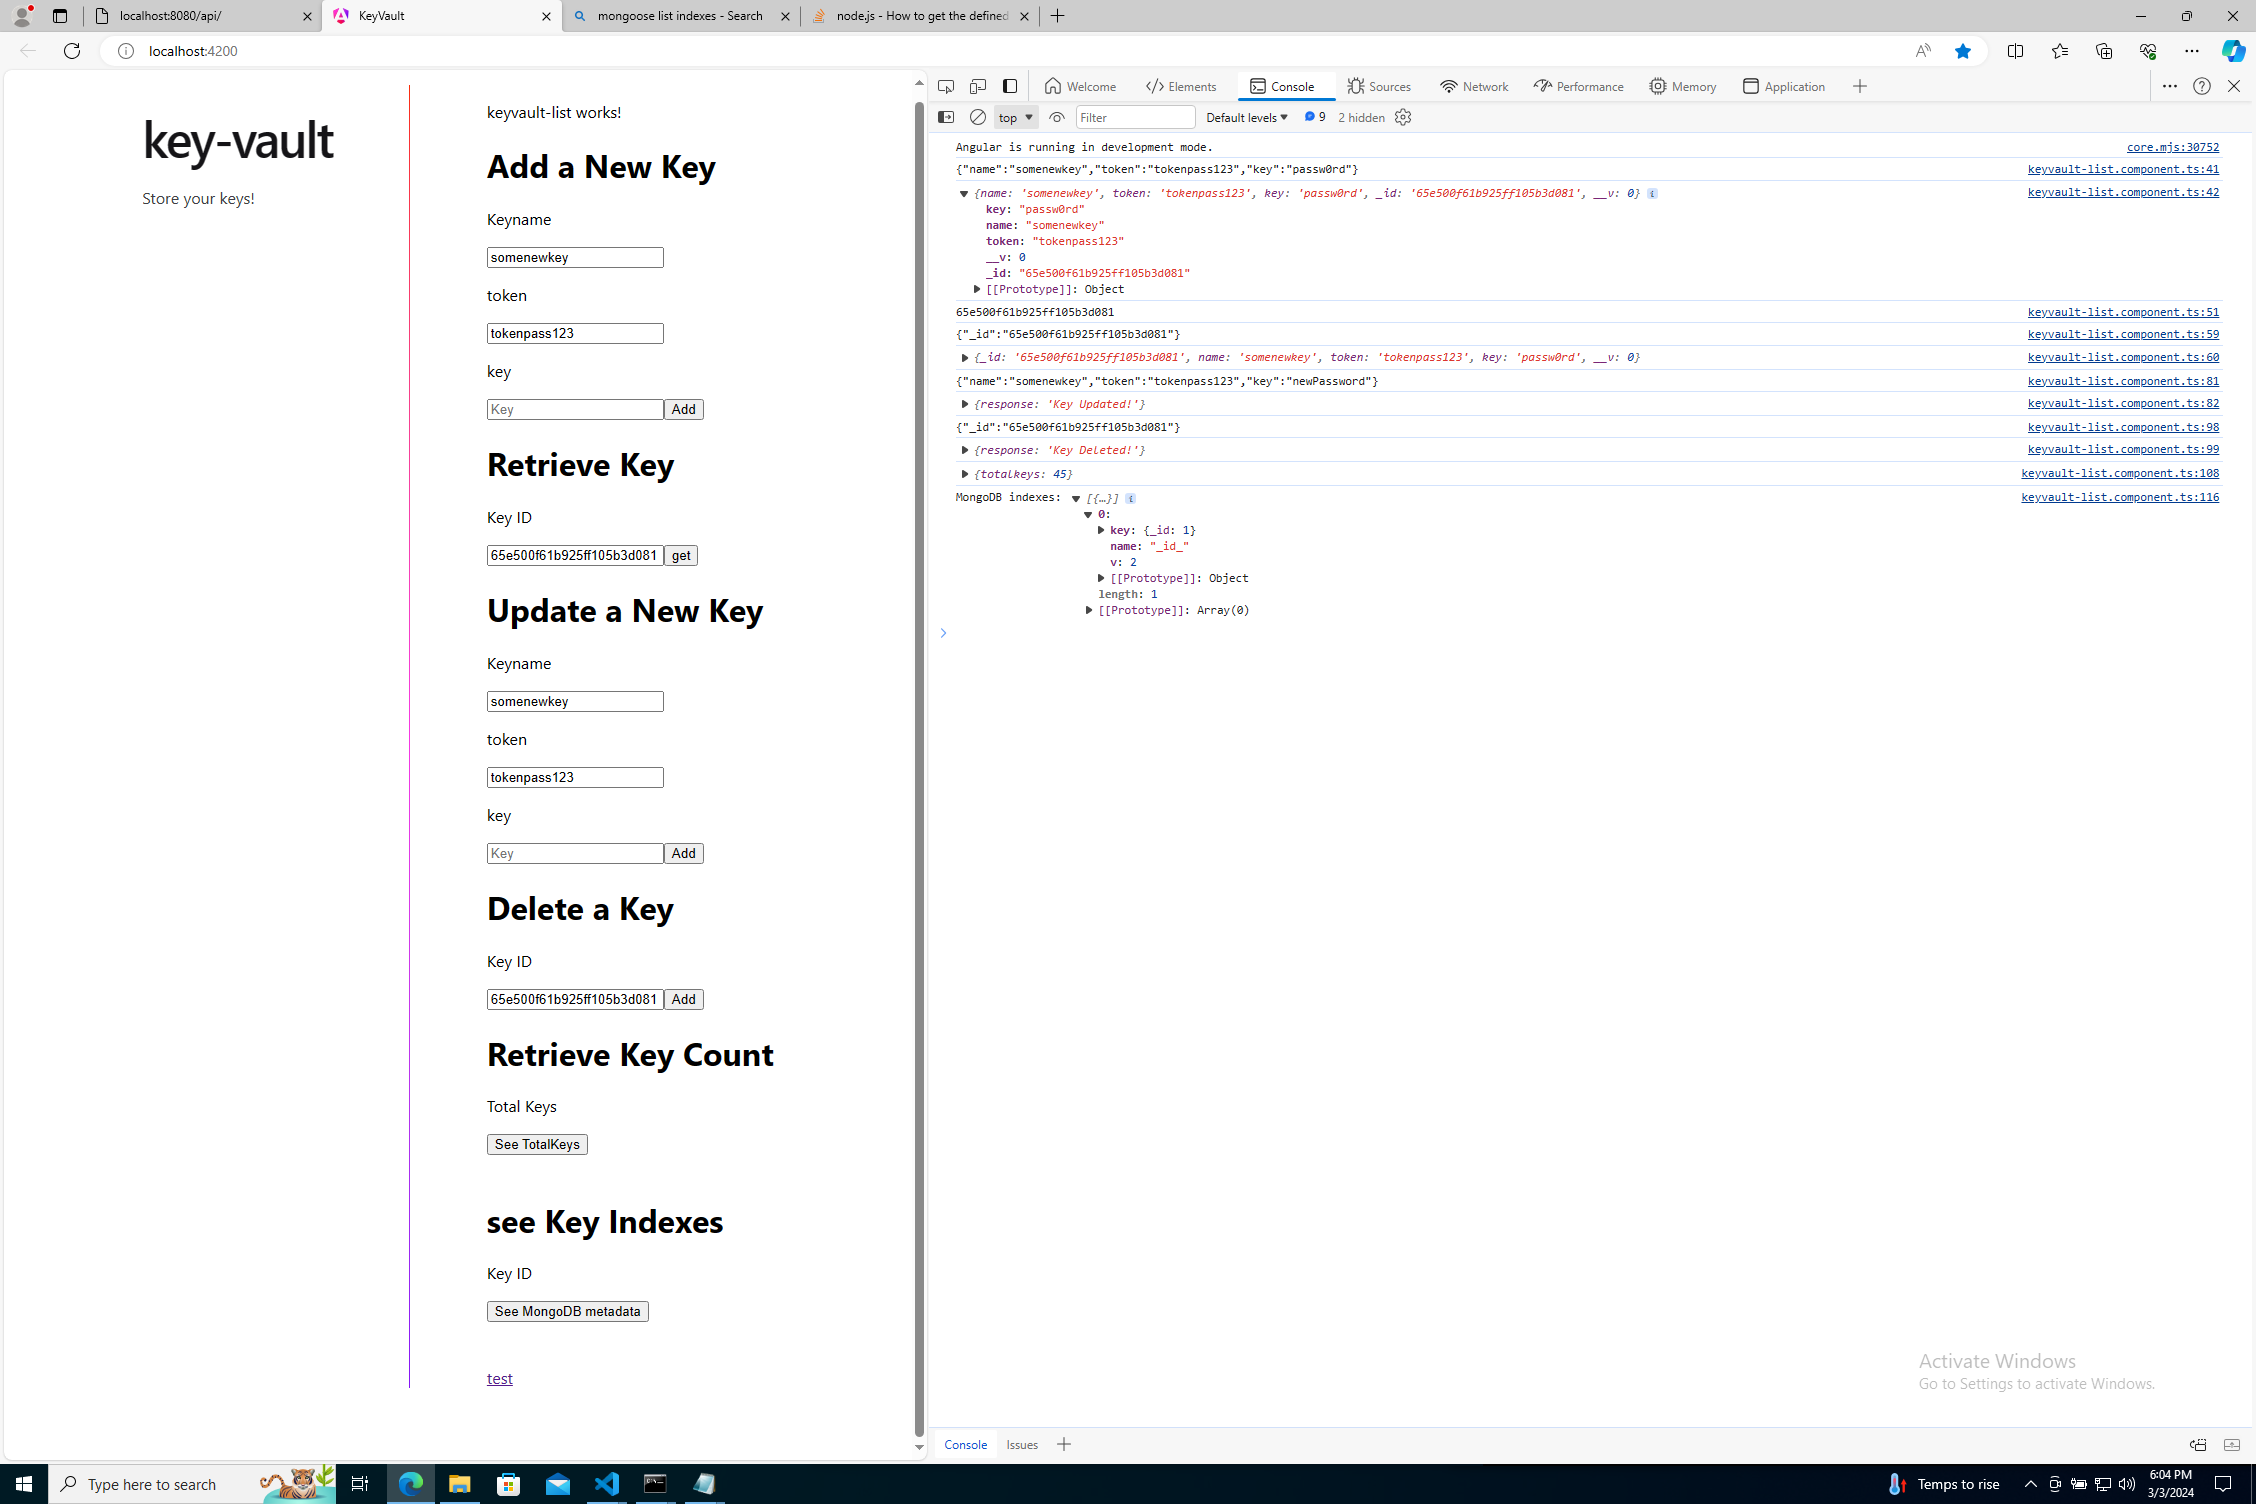 localhost:8080/api/
KeyVault
mongoose list indexes - Search
node.js - How to get the defined
localhost:4200
key-vault
Store your keys!
keyvault-list works!
Add a New Key
Keyname
somenewkey
token
tokenpass123
key
Key
Add
Retrieve Key
Key ID
65e500f61b925ff105b3d081
get
Update a New Key
Keyname
somenewkey
token
tokenpass123
key
Key
Add
Delete a Key
Key ID
65e500f61b925ff105b3d081
Add
Retrieve Key Count
Total Keys
See TotalKeys
see Key Indexes
Key ID
See MongoDB metadata
test
Welcome
Elements
Console
Sources
Network
Performance
Memory
Application
top
Filter
Default levels
9
2 hidden
Angular is running in development mode. core.mjs:30752
{"name":"somenewkey","token":"tokenpass123","key":"passw0rd"} keyvault-list.component.ts:41
{name: 'somenewkey', token: 'tokenpass123', key: 'passw0rd', _id: '65e500f61b925ff105b3d081', __v: 0} keyvault-list.component.ts:42
key: "passw0rd"
name: "somenewkey"
token: "tokenpass123"
__v: 0
_id: "65e500f61b925ff105b3d081"
[[Prototype]]: Object
65e500f61b925ff105b3d081 keyvault-list.component.ts:51
{"_id":"65e500f61b925ff105b3d081"} keyvault-list.component.ts:59
{_id: '65e500f61b925ff105b3d081', name: 'somenewkey', token: 'tokenpass123', key: 'passw0rd', __v: 0} keyvault-list.component.ts:60
{"name":"somenewkey","token":"tokenpass123","key":"newPassword"} keyvault-list.component.ts:81
{response: 'Key Updated!'} keyvault-list.component.ts:82
{"_id":"65e500f61b925ff105b3d081"} keyvault-list.component.ts:98
{response: 'Key Deleted!'} keyvault-list.component.ts:99
{totalkeys: 45} keyvault-list.component.ts:108
MongoDB indexes: [{…}] keyvault-list.component.ts:116
0:
key: {_id: 1}
name: "_id_"
v: 2
[[Prototype]]: Object
length: 1
[[Prototype]]: Array(0)
Activate Windows
Go to Settings to activate Windows.
Console
Issues
Type here to search
Temps to rise
6:04 PM
3/3/2024